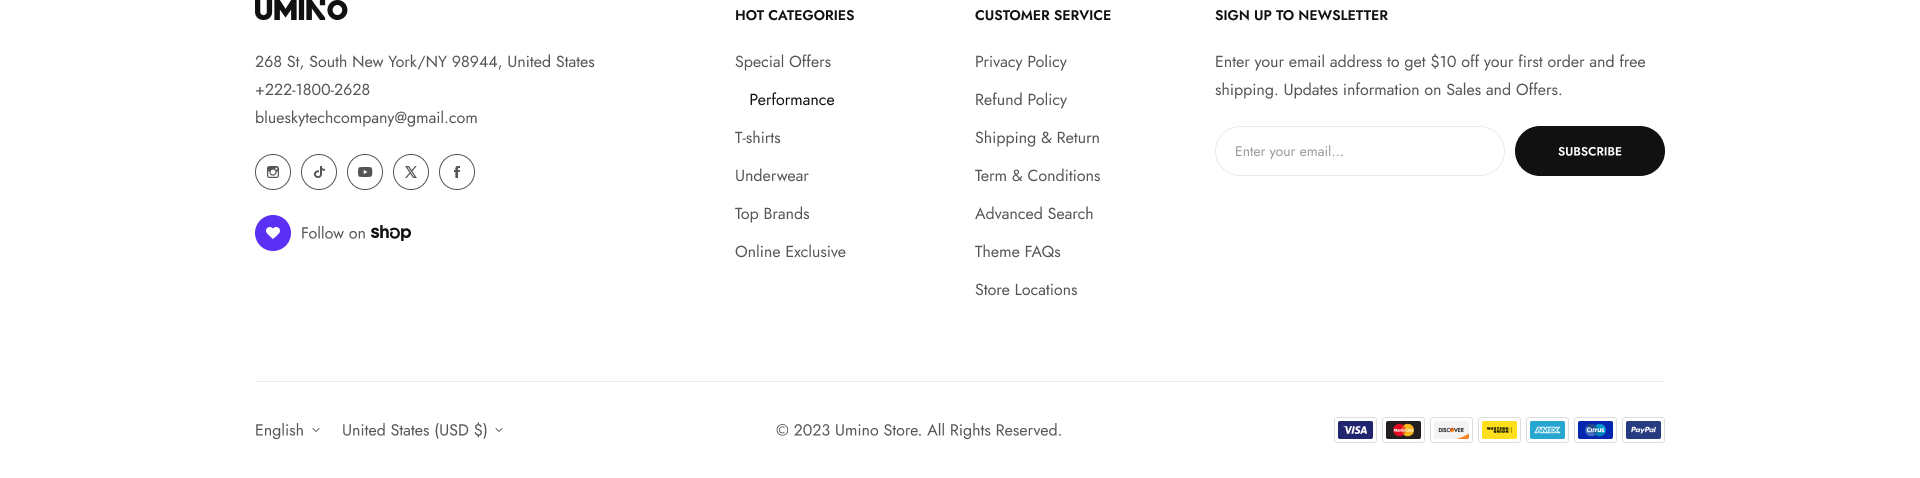 UMINO
268 St, South New York/NY 98944, United States
+222-1800-2628
blueskytechcompany@gmail.com
Follow on shop
HOT CATEGORIES
Special Offers
Performance
T-shirts
Underwear
Top Brands
Online Exclusive
CUSTOMER SERVICE
Privacy Policy
Refund Policy
Shipping & Return
Term & Conditions
Advanced Search
Theme FAQs
Store Locations
SIGN UP TO NEWSLETTER
Enter your email address to get $10 off your first order and free
shipping. Updates information on Sales and Offers.
Enter your email...
SUBSCRIBE
English
United States (USD $)
© 2023 Umino Store. All Rights Reserved.
VISA
MasterCard
DISCOVER
WESTERN UNION
AMEX
Cirrus
PayPal